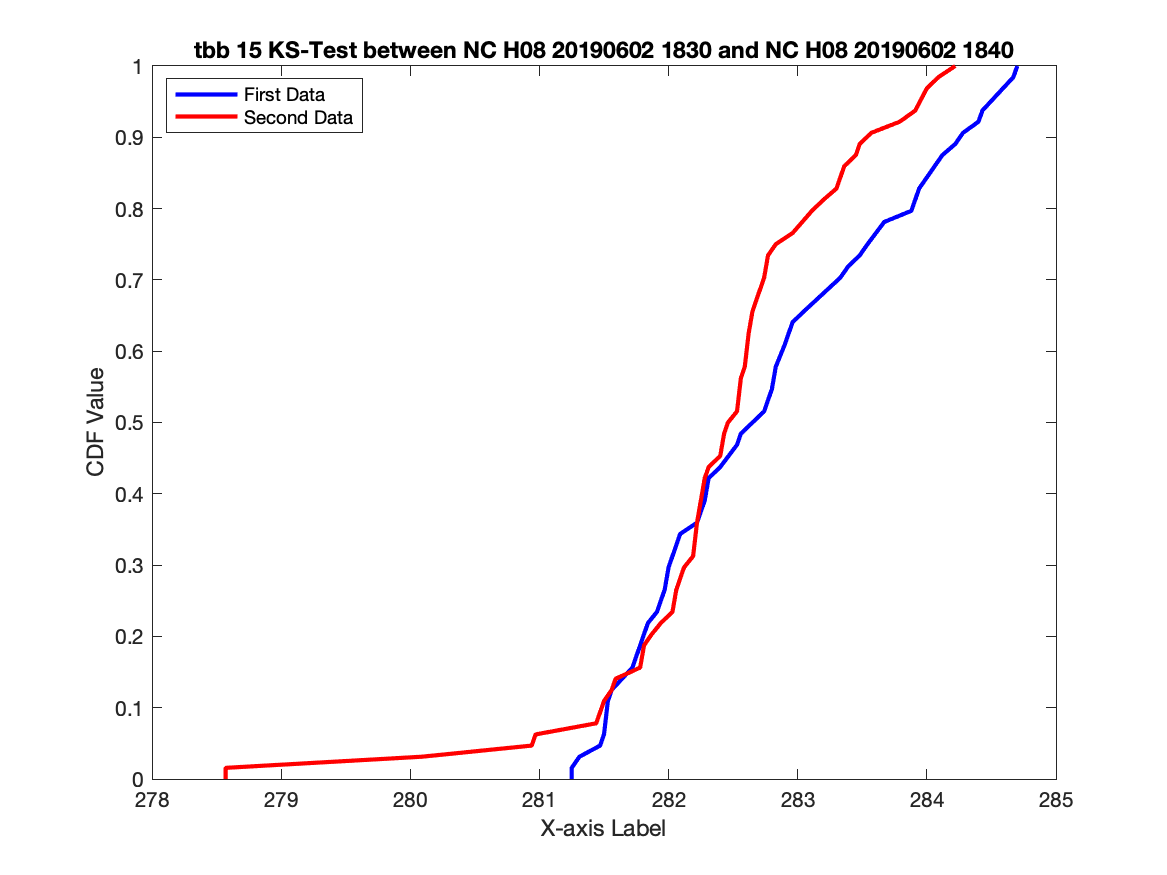 tbb 15 KS-Test between NC H08 20190602 1830 and NC H08 20190602 1840
First Data
Second Data
1
0.9
0.8
0.7
0.6
0.5
0.4
0.3
0.2
0.1
0
CDF Value
278 279 280 281 282 283 284 285
X-axis Label